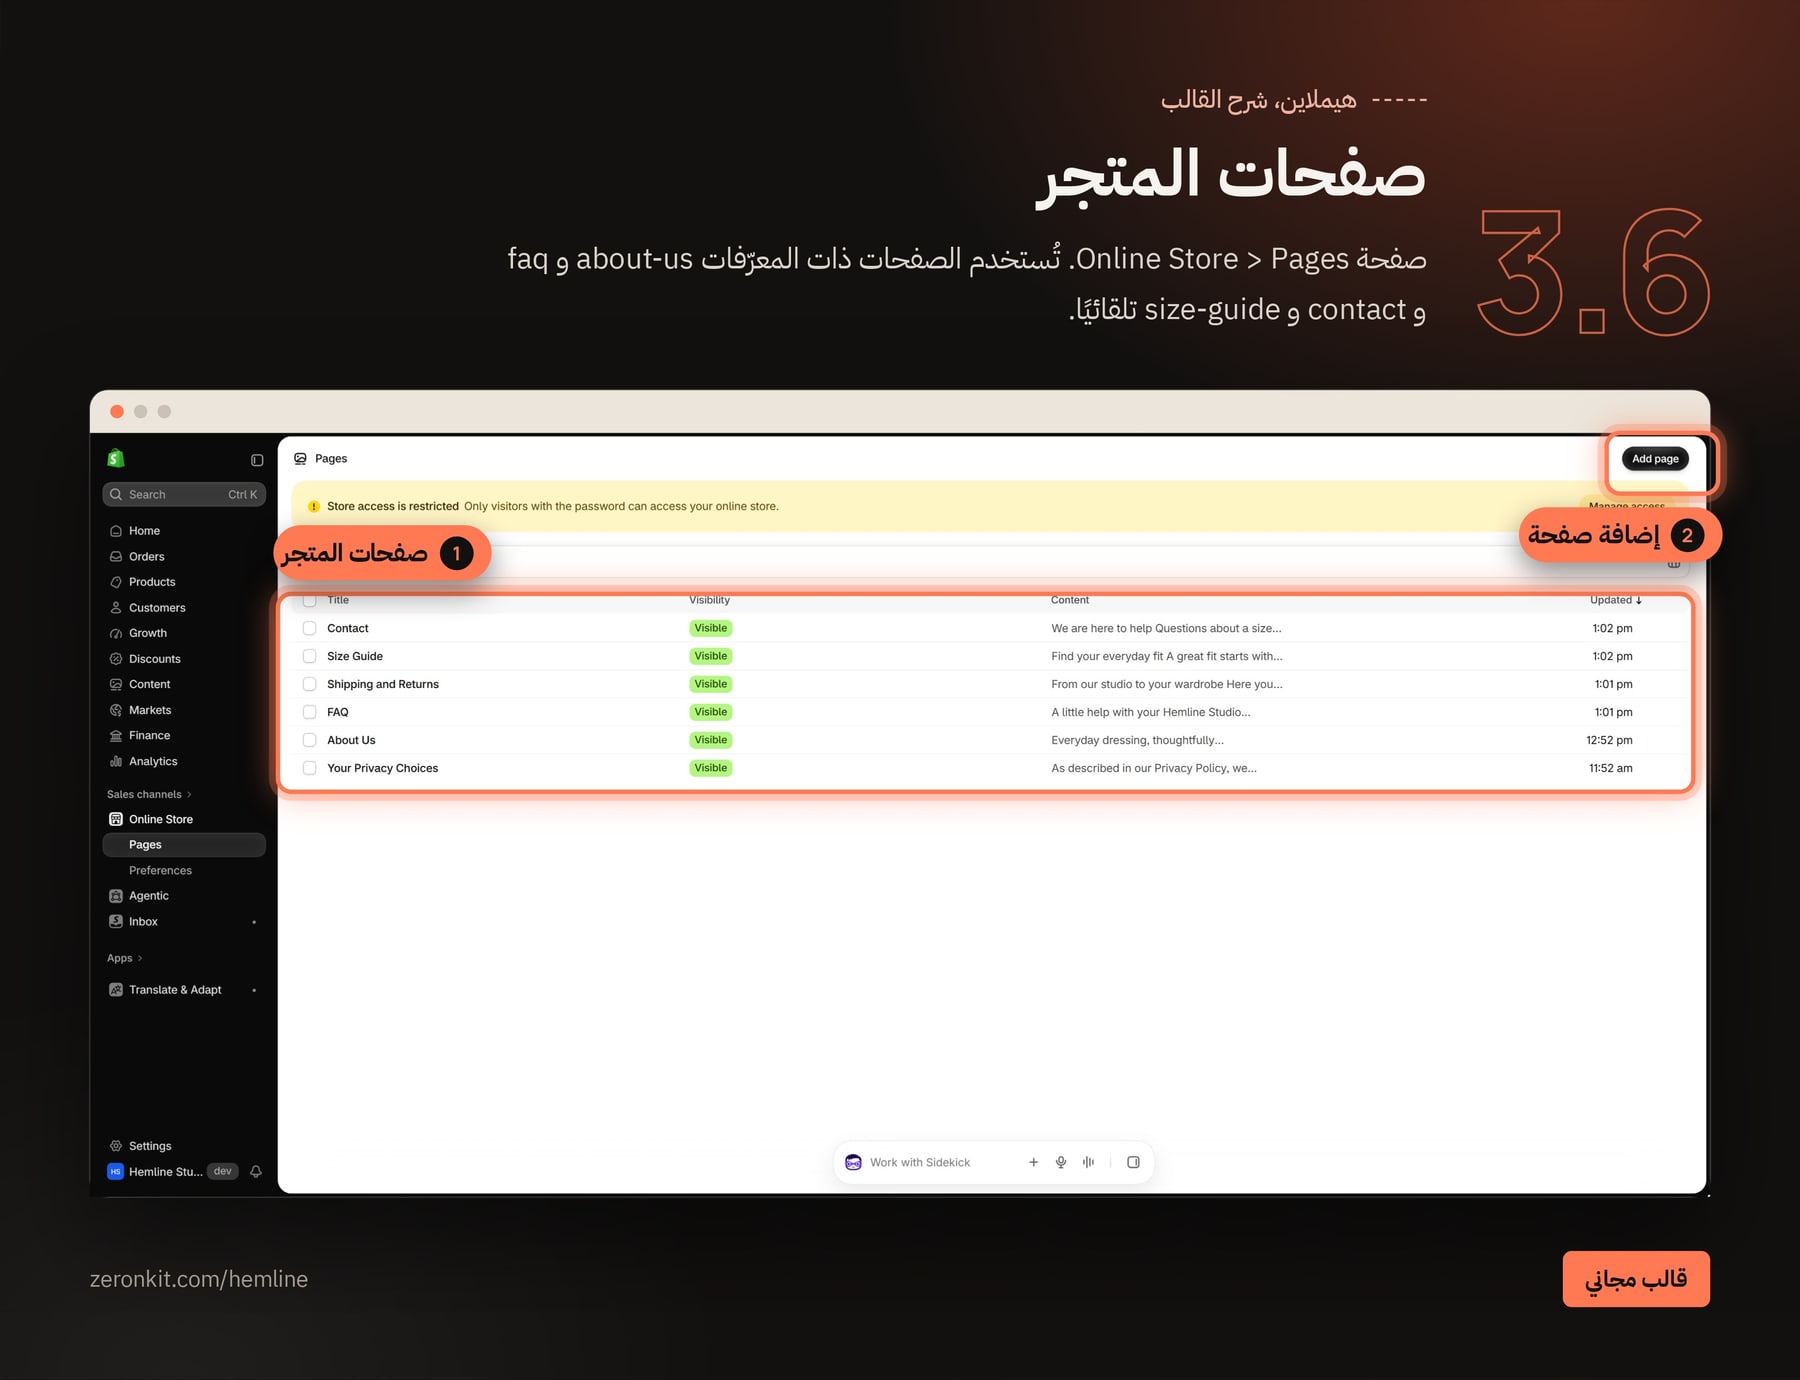 ----- هيملاين، شرح القالب
صفحات المتجر
3.6
صفحة Online Store > Pages. تُستخدم الصفحات ذات المعرّفات about-us و faq
و contact و size-guide تلقائيًا.
Search Ctrl K
Home
Orders
Products
Customers
Growth
Discounts
Content
Markets
Finance
Analytics
Sales channels >
Online Store
Pages
Preferences
Agentic
Inbox
Apps >
Translate & Adapt
Settings
HS Hemline Stu... dev
Pages
Add page
Store access is restricted Only visitors with the password can access your online store.
Manage access
1 صفحات المتجر
2 إضافة صفحة
Title Visibility Content Updated ↓
Contact Visible We are here to help Questions about a size... 1:02 pm
Size Guide Visible Find your everyday fit A great fit starts with... 1:02 pm
Shipping and Returns Visible From our studio to your wardrobe Here you... 1:01 pm
FAQ Visible A little help with your Hemline Studio... 1:01 pm
About Us Visible Everyday dressing, thoughtfully... 12:52 pm
Your Privacy Choices Visible As described in our Privacy Policy, we... 11:52 am
Work with Sidekick
zeronkit.com/hemline
قالب مجاني